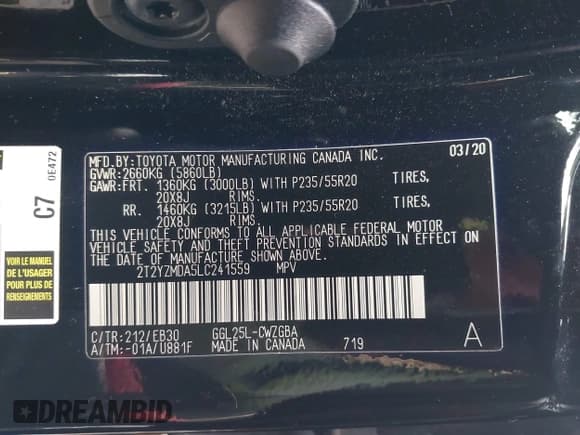 MFD.BY:TOYOTA MOTOR MANUFACTURING CANADA INC. 03/20
GVWR:2660KG (5860LB)
GAWR:FRT. 1360KG (3000LB) WITH P235/55R20 TIRES,
20X8J RIMS.
RR. 1460KG (3215LB) WITH P235/55R20 TIRES,
20X8J RIMS.
THIS VEHICLE CONFORMS TO ALL APPLICABLE FEDERAL MOTOR
VEHICLE SAFETY AND THEFT PREVENTION STANDARDS IN EFFECT ON
THE DATE OF MANUFACTURE SHOWN ABOVE.
2T2YZMDA5LC241559 MPV
C/TR:212/EB30 GGL25L-CWZGBA
A/TM:-01A/U881F MADE IN CANADA 719 A
C7 0E472
VOIR LE MANUEL
DE L'USAGER
POUR PLUS DE
RENSEIGNEMENTS
DREAMBID